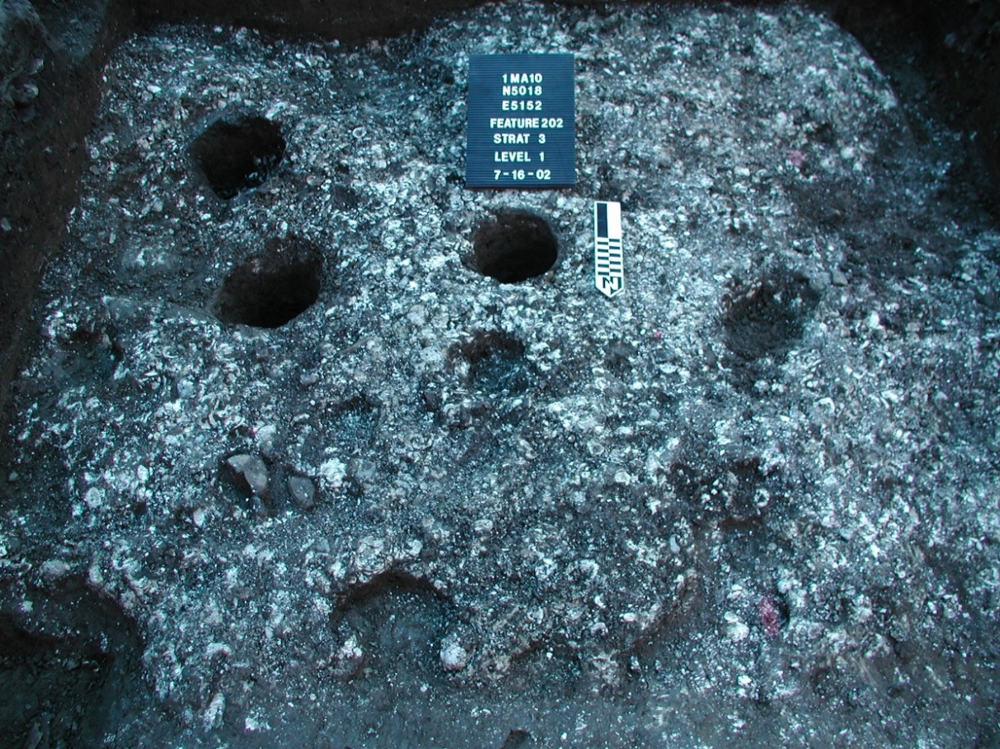 1MA10
N5018
E5152
FEATURE 202
STRAT 3
LEVEL 1
7-16-02
N